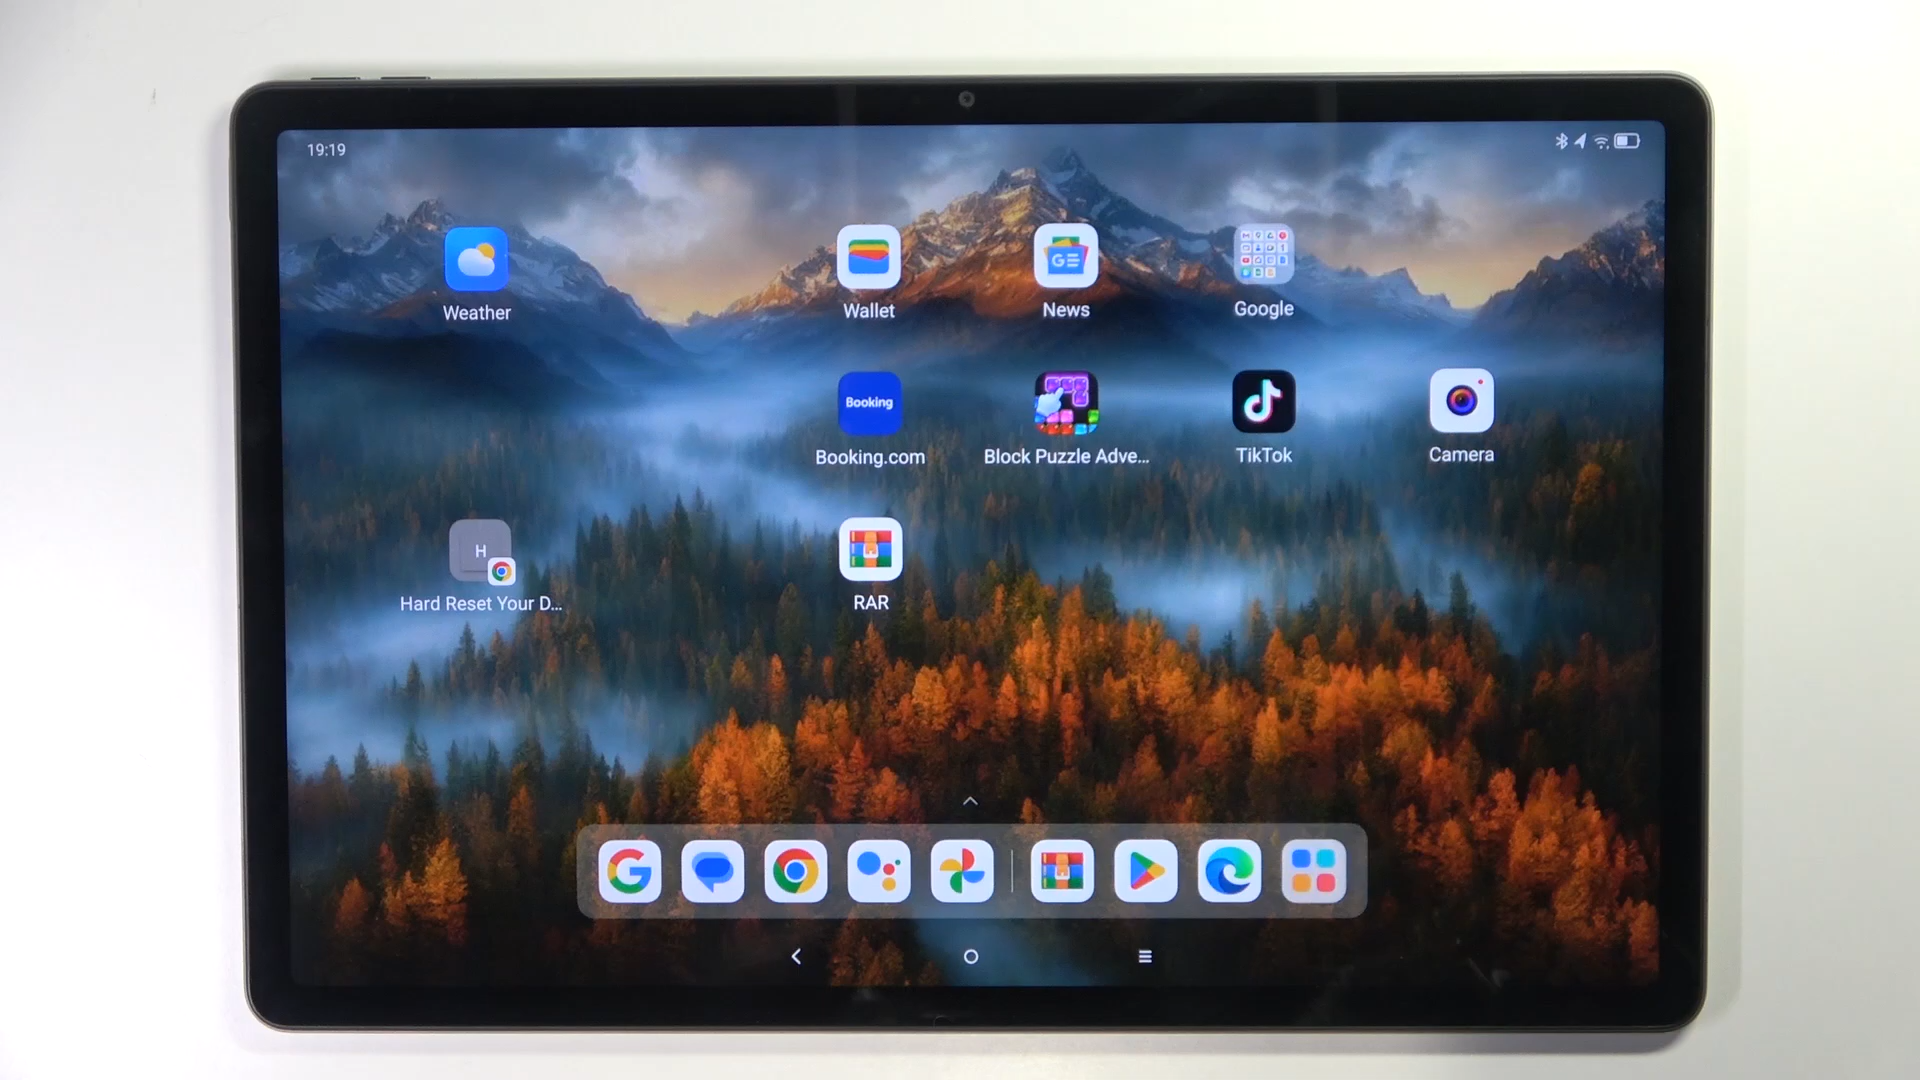 19:19
Weather
Wallet
News
Google
Booking
Booking.com
Block Puzzle Adve...
TikTok
Camera
H
Hard Reset Your D...
RAR